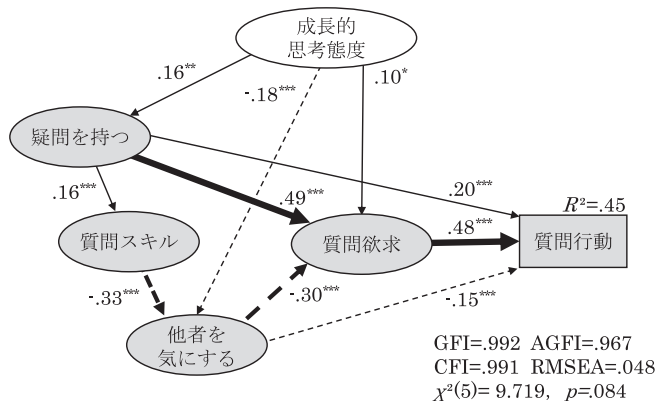 成長的
思考態度
.16**
-.18***
.10*
疑問を持つ
.16***
.49***
.20***
R²=.45
質問スキル
質問欲求
.48***
質問行動
-.33***
-.30***
-.15***
他者を
気にする
GFI=.992 AGFI=.967
CFI=.991 RMSEA=.048
χ²(5)= 9.719, p=.084